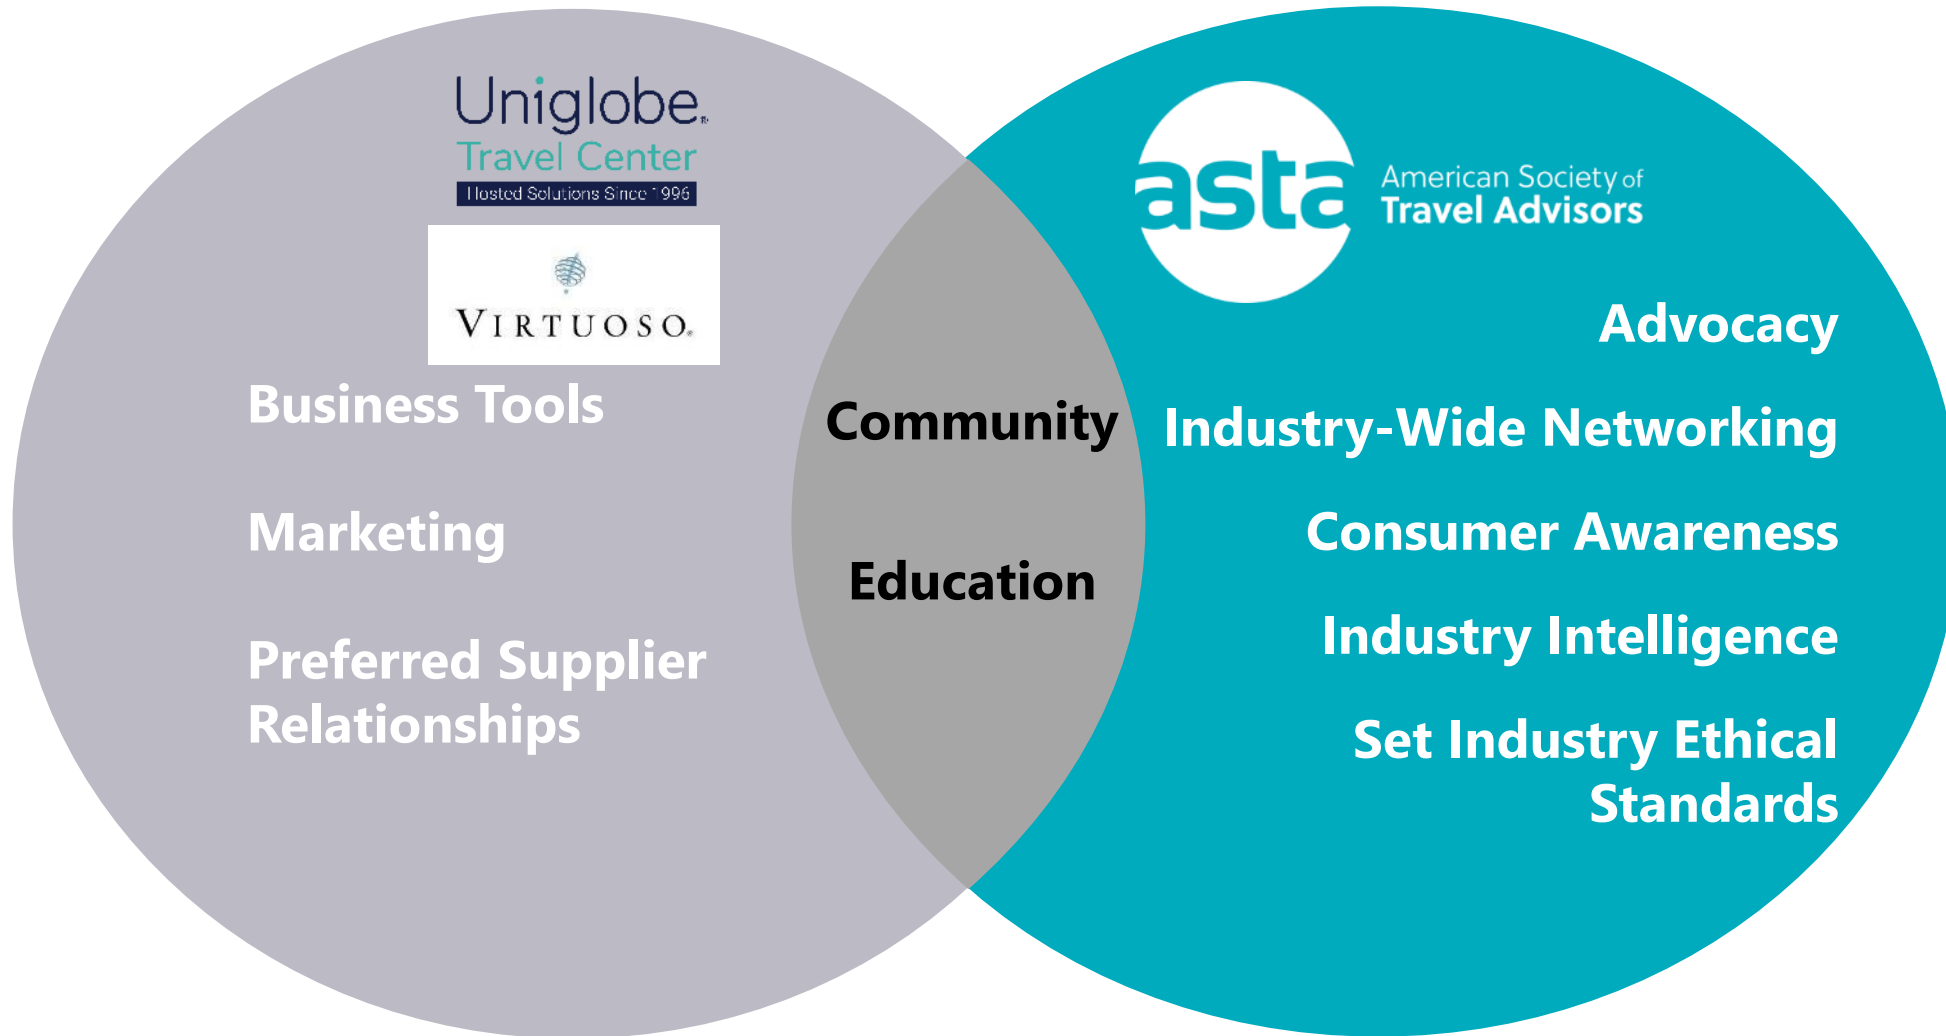 Uniglobe®
Travel Center
Hosted Solutions Since 1996
VIRTUOSO®
Business Tools
Marketing
Preferred Supplier
Relationships
Community
Education
asta
American Society of
Travel Advisors
Advocacy
Industry-Wide Networking
Consumer Awareness
Industry Intelligence
Set Industry Ethical
Standards